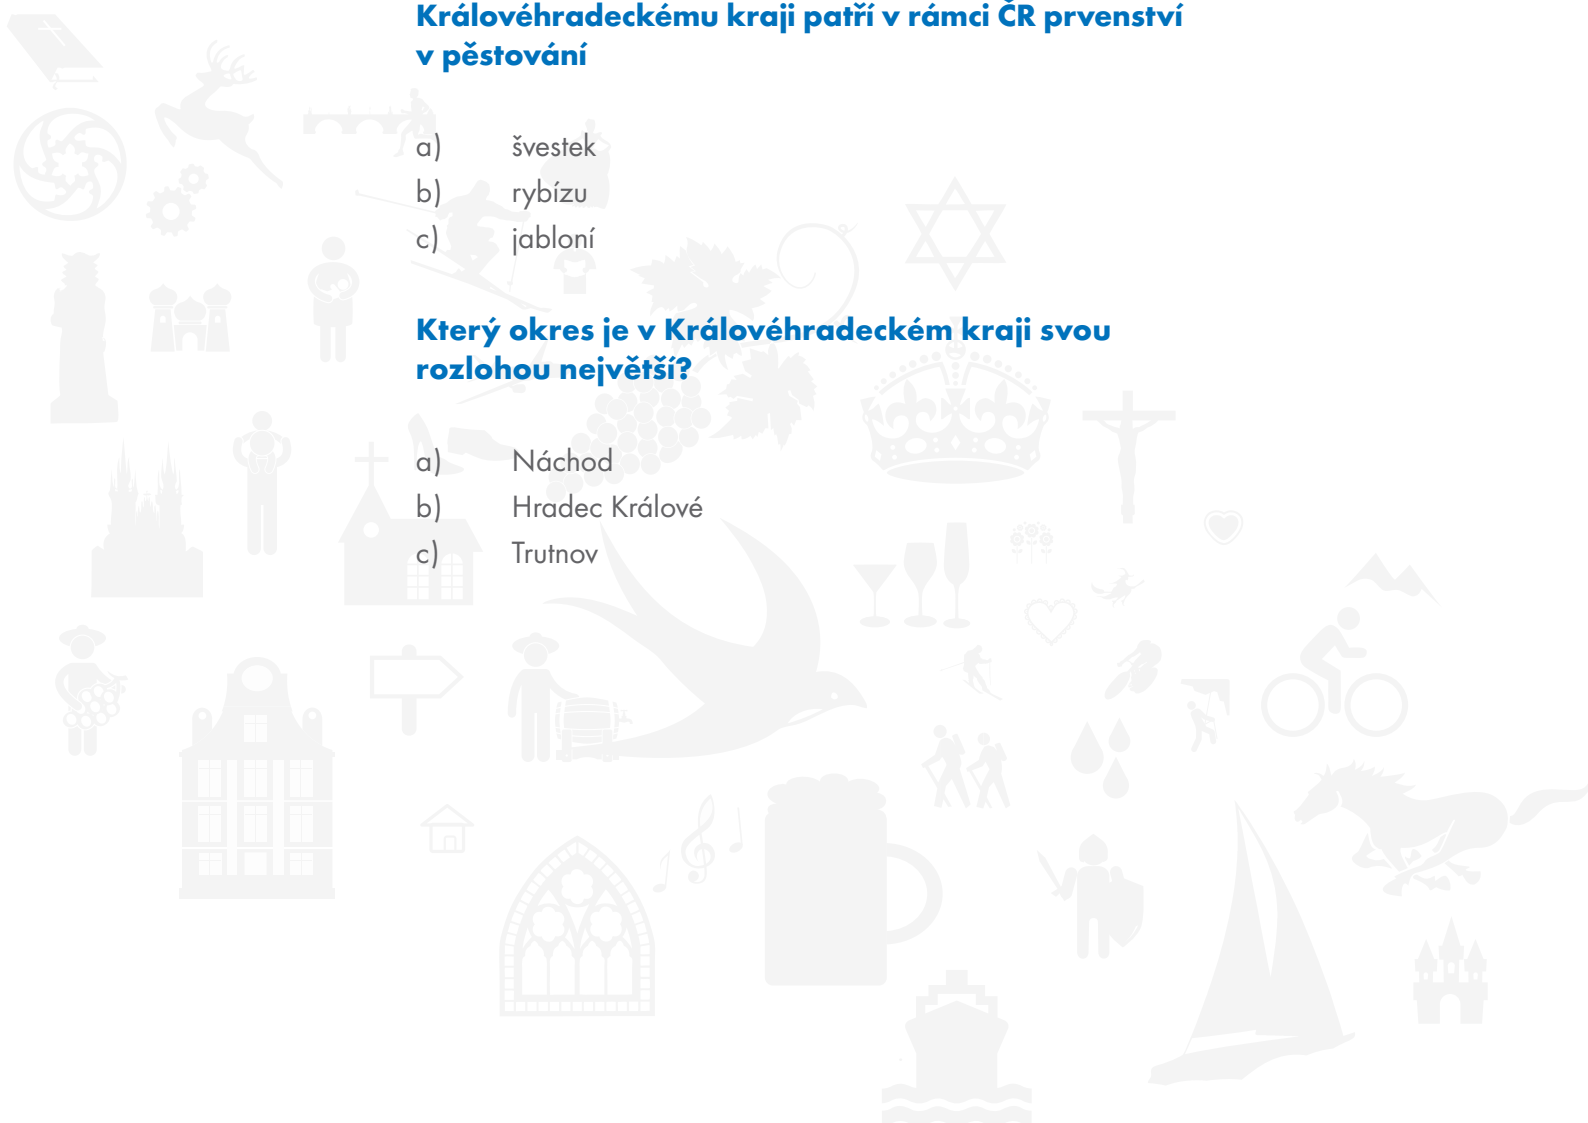 Královéhradeckému kraji patří v rámci ČR prvenství
v pěstování
a) švestek
b) rybízu
c) jabloní
Který okres je v Královéhradeckém kraji svou
rozlohou největší?
a) Náchod
b) Hradec Králové
c) Trutnov